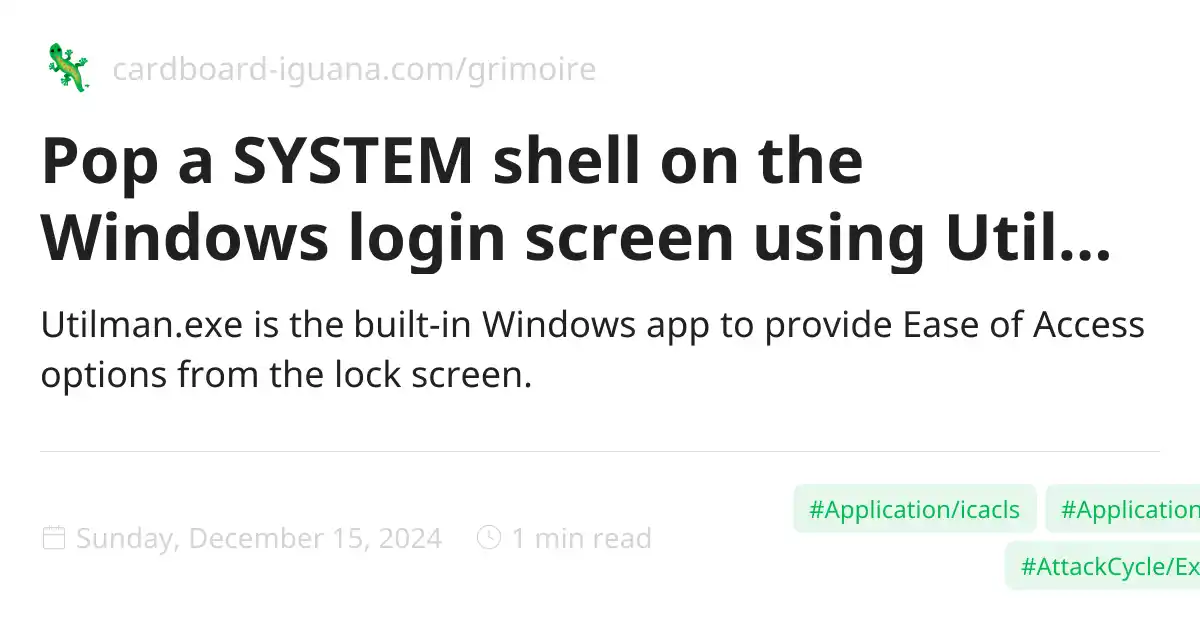 cardboard-iguana.com/grimoire
Pop a SYSTEM shell on the
Windows login screen using Util...
Utilman.exe is the built-in Windows app to provide Ease of Access
options from the lock screen.
Sunday, December 15, 2024 1 min read
#Application/icacls #Application
#AttackCycle/Ex